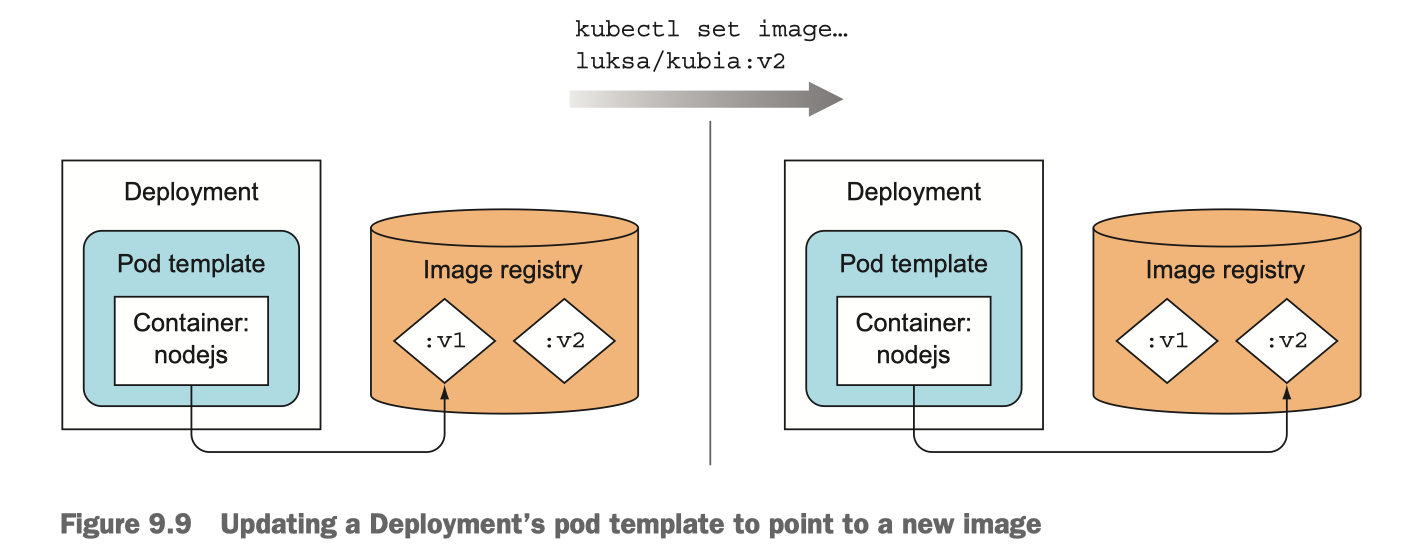 kubectl set image…
luksa/kubia:v2
Deployment
Pod template
Container:
nodejs
Image registry
:v1
:v2
Deployment
Pod template
Container:
nodejs
Image registry
:v1
:v2
Figure 9.9 Updating a Deployment’s pod template to point to a new image